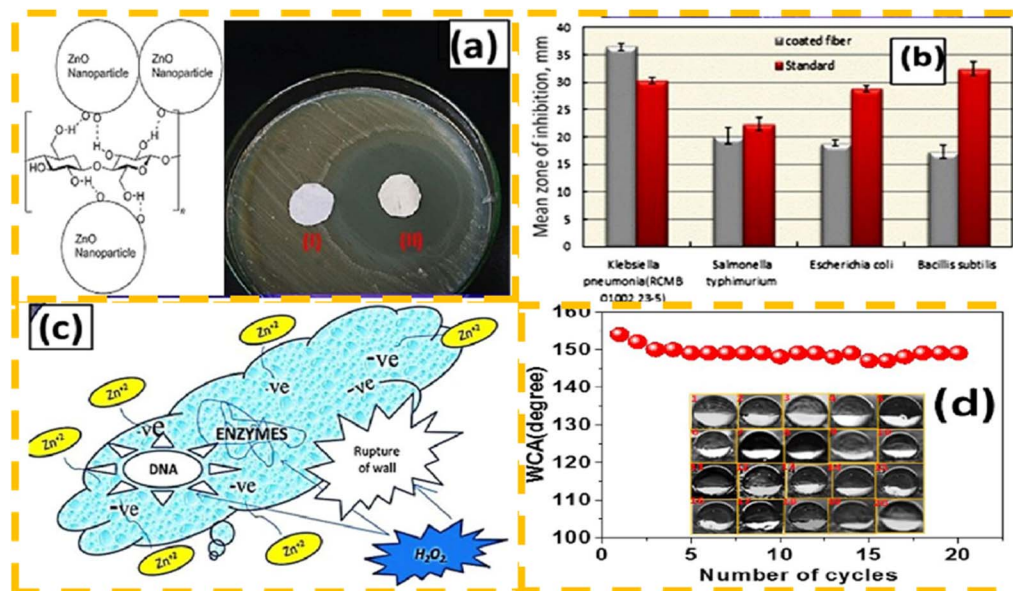 (a)
ZnO
Nanoparticle
ZnO
Nanoparticle
O-H
HO
H-O
n
ZnO
Nanoparticle
(I)
(II)
(b)
coated fiber
Standard
Mean zone of inhibition, mm
40
35
30
25
20
15
10
5
0
Klebsiella
pneumonia(RCMB
01002 23-5)
Salmonella
typhimurium
Escherichia coli
Bacillis subtilis
(c)
Zn+2
Zn+2
Zn+2
Zn+2
Zn+2
Zn+2
-ve
-ve
-ve
-ve
-ve
-ve
ENZYMES
DNA
Rupture
of wall
H2O2
(d)
WCA(degree)
160
150
140
130
120
110
100
0
5
10
15
20
Number of cycles